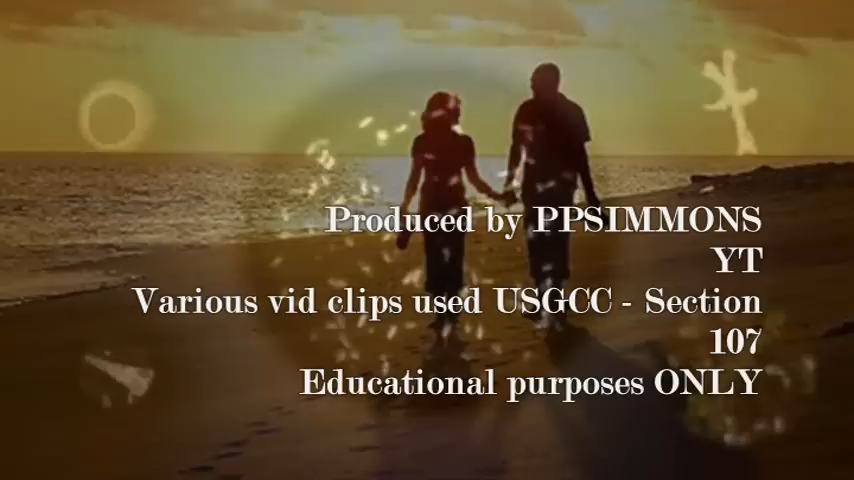 Produced by PPSIMMONS
YT
Various vid clips used USGCC - Section
107
Educational purposes ONLY